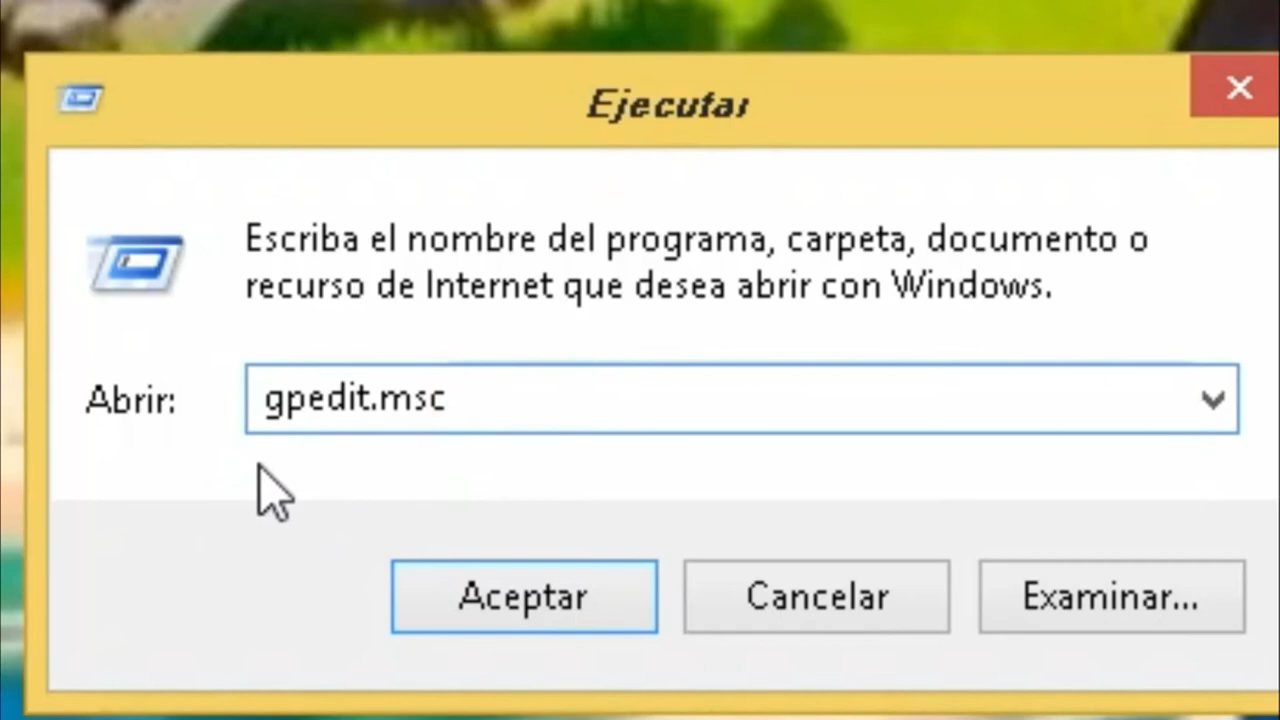 Ejecutar
Escriba el nombre del programa, carpeta, documento o
recurso de Internet que desea abrir con Windows.
Abrir:
gpedit.msc
Aceptar
Cancelar
Examinar...